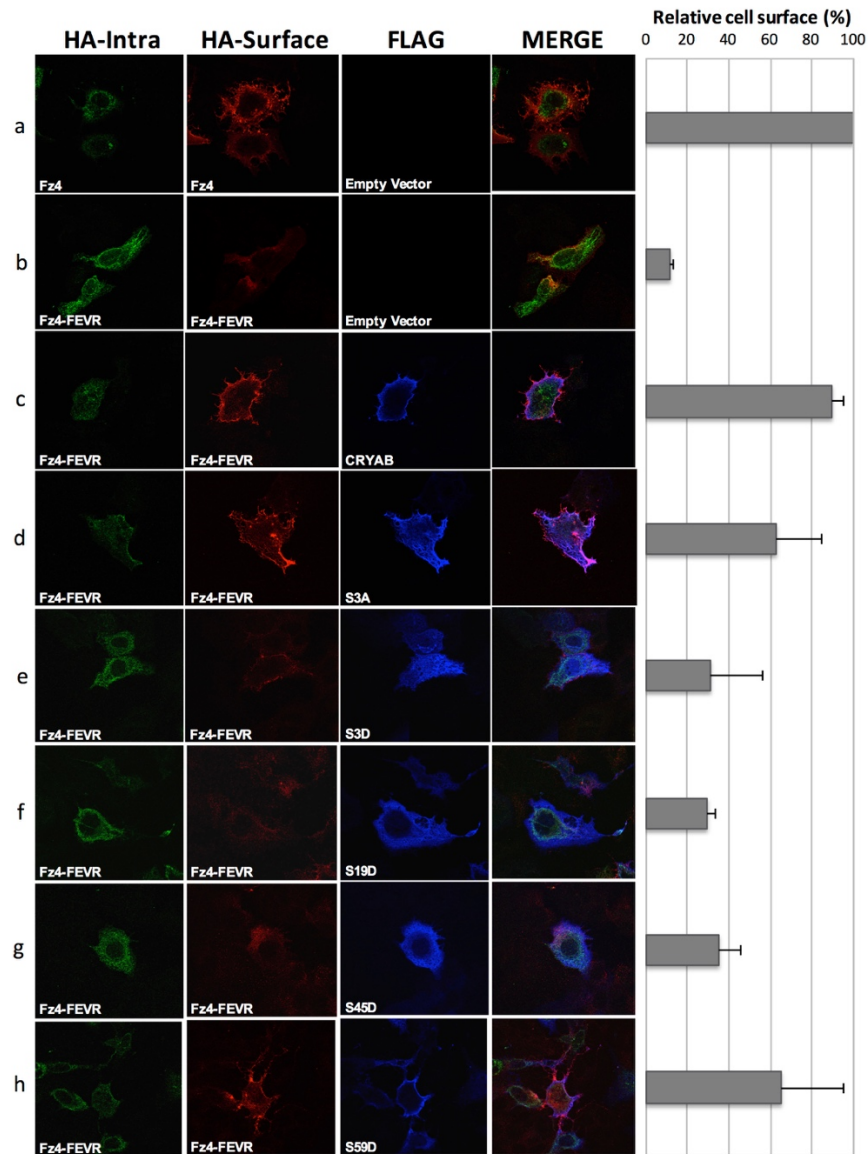 Relative cell surface (%)
HA-Intra HA-Surface FLAG MERGE 0 20 40 60 80 100
a
Fz4 Fz4 Empty Vector
b
Fz4-FEVR Fz4-FEVR Empty Vector
c
Fz4-FEVR Fz4-FEVR CRYAB
d
Fz4-FEVR Fz4-FEVR S3A
e
Fz4-FEVR Fz4-FEVR S3D
f
Fz4-FEVR Fz4-FEVR S19D
g
Fz4-FEVR Fz4-FEVR S45D
h
Fz4-FEVR Fz4-FEVR S59D